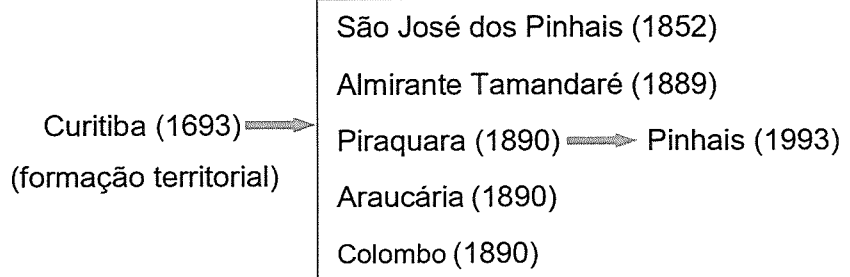 São José dos Pinhais (1852)
Almirante Tamandaré (1889)
Curitiba (1693)
(formação territorial)
Piraquara (1890)
Pinhais (1993)
Araucária (1890)
Colombo (1890)